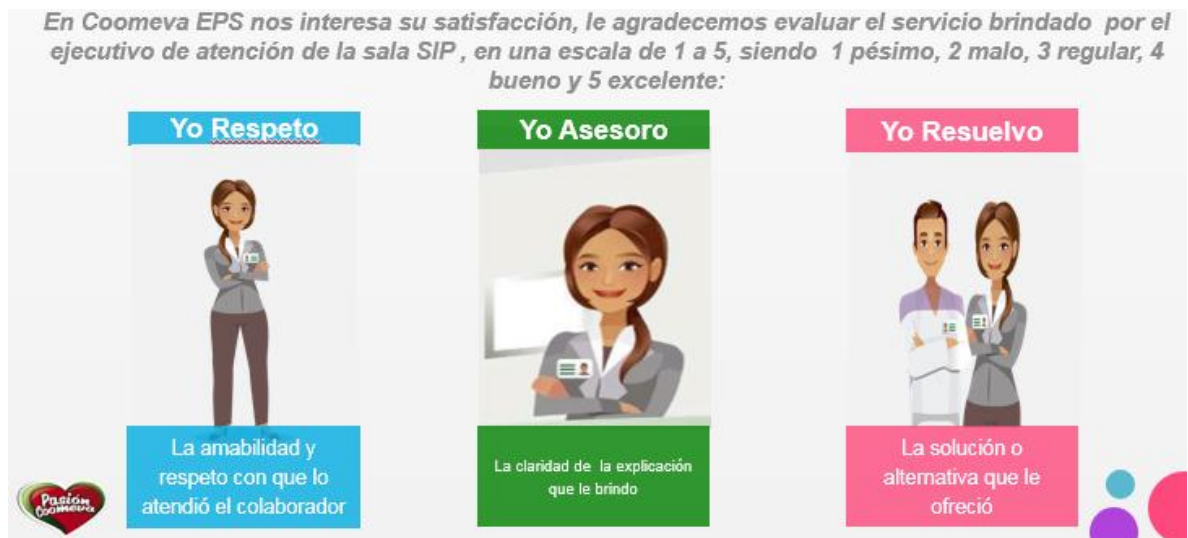 En Coomeva EPS nos interesa su satisfacción, le agradecemos evaluar el servicio brindado por el
ejecutivo de atención de la sala SIP , en una escala de 1 a 5, siendo 1 pésimo, 2 malo, 3 regular, 4
bueno y 5 excelente:
Yo Respeto
Yo Asesoro
Yo Resuelvo
La amabilidad y
respeto con que lo
atendió el colaborador
La claridad de la explicación
que le brindo
La solución o
alternativa que le
ofreció
Pasión
Coomeva